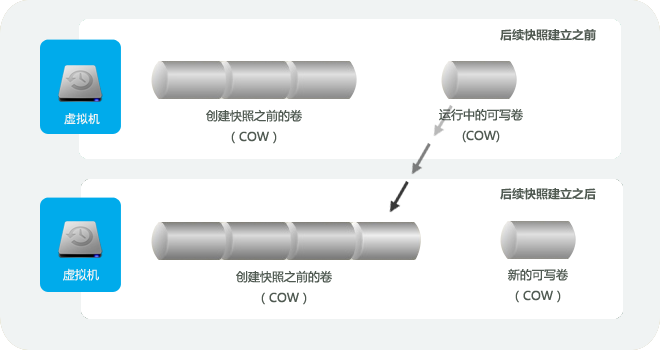 后续快照建立之前
虚拟机
创建快照之前的卷
（ COW ）
运行中的可写卷
(COW)
后续快照建立之后
虚拟机
创建快照之前的卷
（ COW ）
新的可写卷
（ COW ）